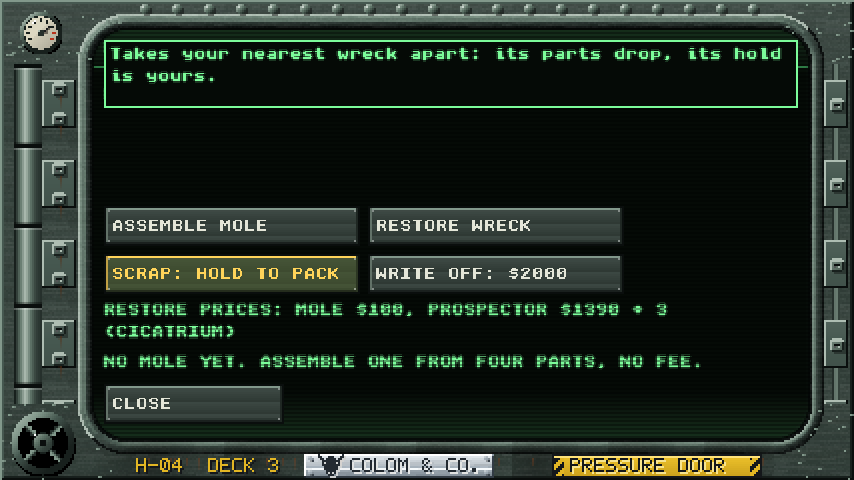 Takes your nearest wreck apart: its parts drop, its hold
is yours.
ASSEMBLE MOLE
RESTORE WRECK
SCRAP: HOLD TO PACK
WRITE OFF: $2000
RESTORE PRICES: MOLE $100, PROSPECTOR $1390 + 3
(CICATRIUM)
NO MOLE YET. ASSEMBLE ONE FROM FOUR PARTS, NO FEE.
CLOSE
H-04 DECK 3 COLOM & CO. PRESSURE DOOR